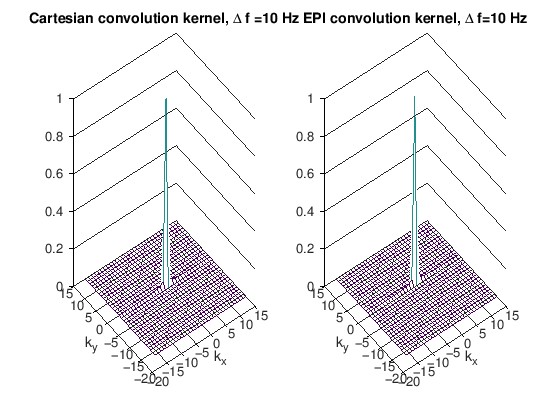 Cartesian convolution kernel, Δ f =10 Hz EPI convolution kernel, Δ f=10 Hz
1 1
0.8 0.8
0.6 0.6
0.4 0.4
0.2 0.2
0 0
15 10 5 0 −5 −10 −15 −20
k_y
−20 −15 −10 −5 0 5 10 15
k_x
15 10 5 0 −5 −10 −15 −20
k_y
−20 −15 −10 −5 0 5 10 15
k_x